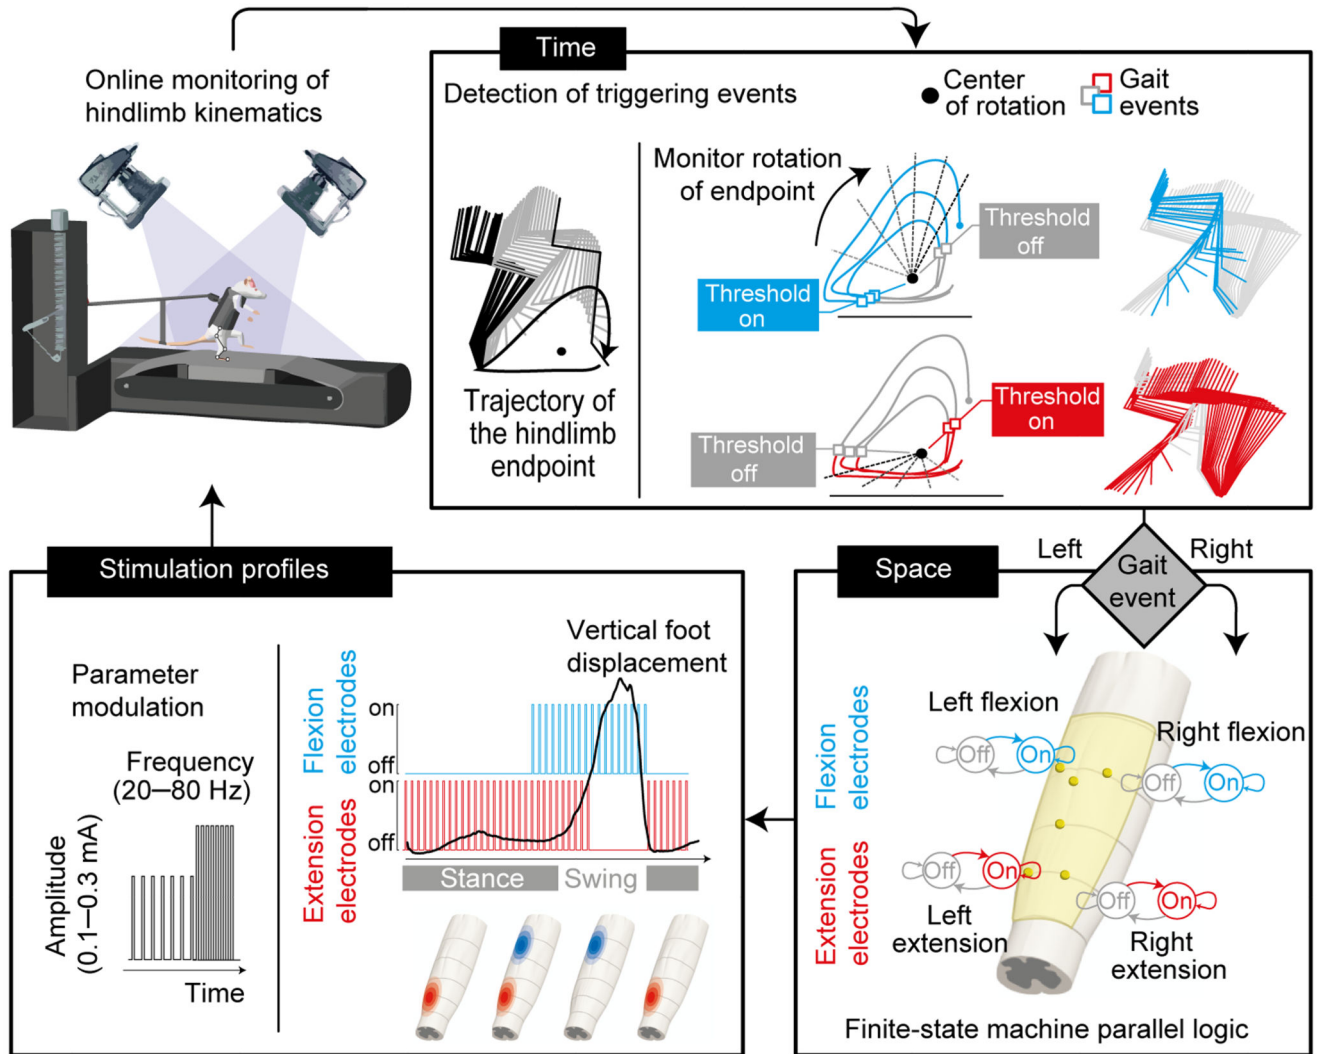 Online monitoring of
hindlimb kinematics
Time
Detection of triggering events
Center
of rotation
Gait
events
Monitor rotation
of endpoint
Threshold
off
Threshold
on
Trajectory of
the hindlimb
endpoint
Threshold
on
Threshold
off
Stimulation profiles
Parameter
modulation
Frequency
(20–80 Hz)
Amplitude
(0.1–0.3 mA)
Time
Vertical foot
displacement
Flexion
electrodes
on
off
Extension
electrodes
on
off
Stance
Swing
Space
Left
Right
Gait
event
Flexion
electrodes
Left flexion
Off
On
Right flexion
Off
On
Extension
electrodes
Off
On
Left
extension
Off
On
Right
extension
Finite-state machine parallel logic